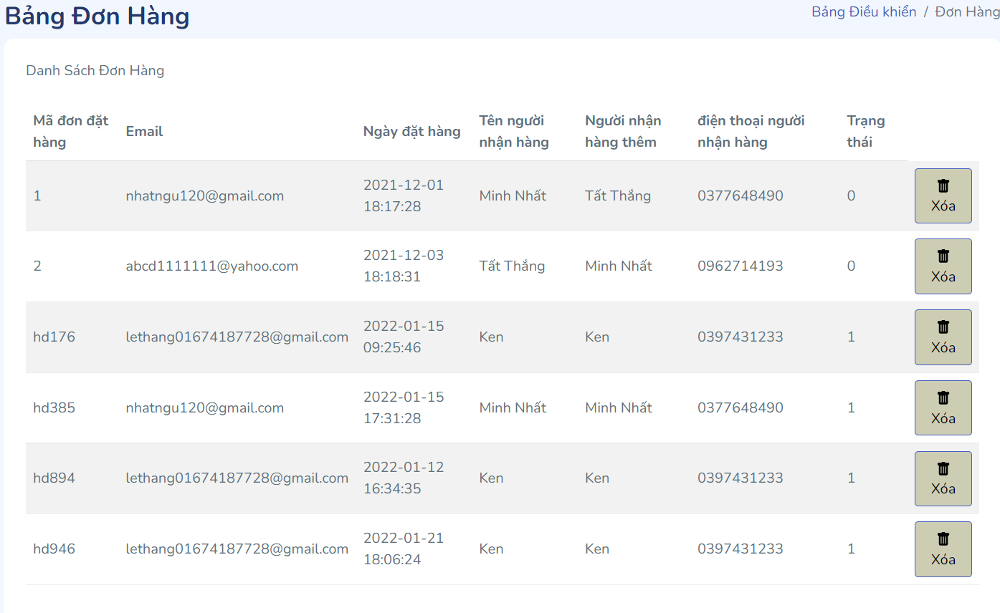 Bảng Đơn Hàng
Bảng Điều khiển / Đơn Hàng
Danh Sách Đơn Hàng
Mã đơn đặt hàng Email Ngày đặt hàng Tên người nhận hàng Người nhận hàng thêm điện thoại người nhận hàng Trạng thái
1 nhatngu120@gmail.com 2021-12-01 18:17:28 Minh Nhất Tất Thắng 0377648490 0 Xóa
2 abcd1111111@yahoo.com 2021-12-03 18:18:31 Tất Thắng Minh Nhất 0962714193 0 Xóa
hd176 lethang01674187728@gmail.com 2022-01-15 09:25:46 Ken Ken 0397431233 1 Xóa
hd385 nhatngu120@gmail.com 2022-01-15 17:31:28 Minh Nhất Minh Nhất 0377648490 1 Xóa
hd894 lethang01674187728@gmail.com 2022-01-12 16:34:35 Ken Ken 0397431233 1 Xóa
hd946 lethang01674187728@gmail.com 2022-01-21 18:06:24 Ken Ken 0397431233 1 Xóa